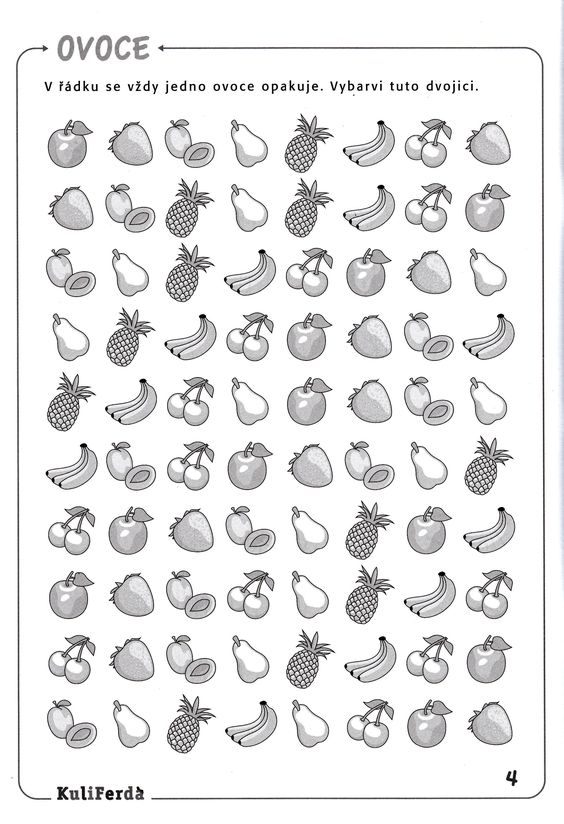 OVOCE
V řádku se vždy jedno ovoce opakuje. Vybarvi tuto dvojici.
4
KuliFerda